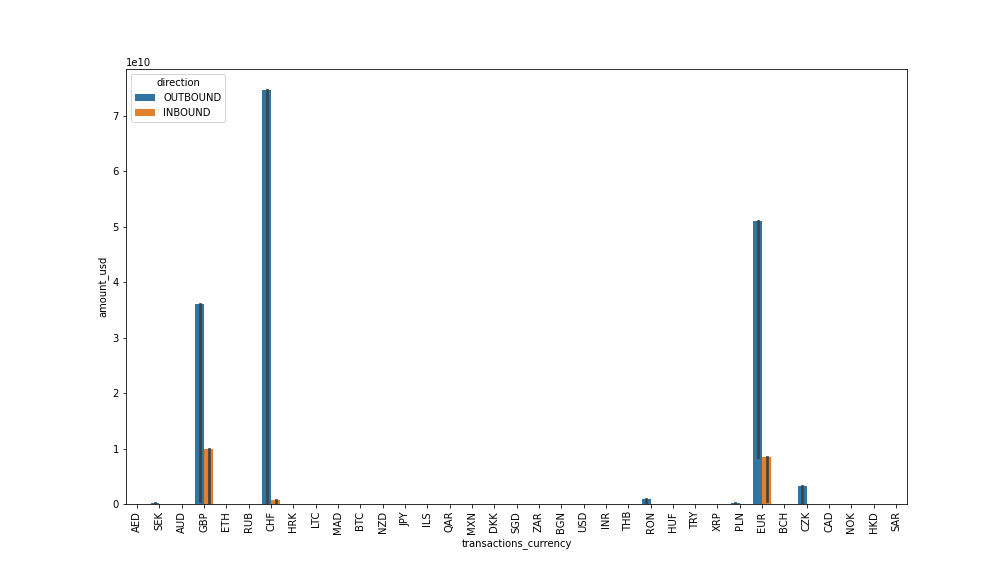 1e10
direction
OUTBOUND
INBOUND
amount_usd
7
6
5
4
3
2
1
0
AED SEK AUD GBP ETH RUB CHF HRK LTC MAD BTC NZD JPY ILS QAR MXN DKK SGD ZAR BGN USD INR THB RON HUF TRY XRP PLN EUR BCH CZK CAD NOK HKD SAR
transactions_currency